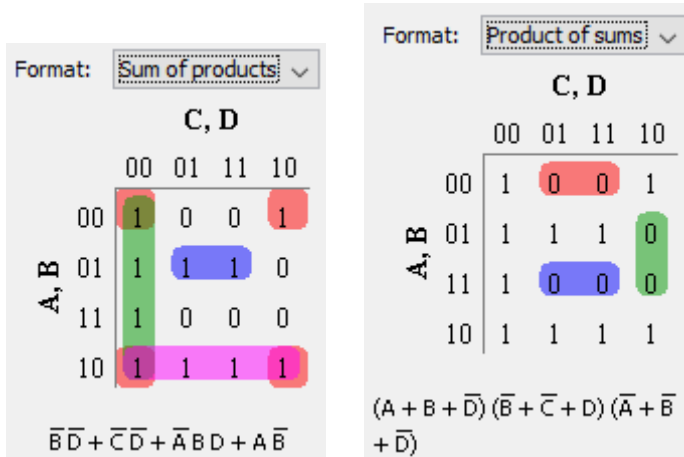 Format: Sum of products
C, D
00 01 11 10
00 1 0 0 1
A, B 01 1 1 1 0
11 1 0 0 0
10 1 1 1 1
B̅ D̅ + C̅ D̅ + A̅ B D + A B̅
Format: Product of sums
C, D
00 01 11 10
00 1 0 0 1
A, B 01 1 1 1 0
11 1 0 0 0
10 1 1 1 1
(A + B + D̅) (B̅ + C̅ + D) (A̅ + B̅
+ D̅)